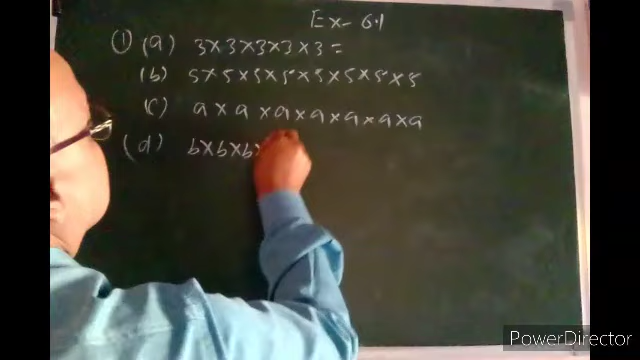 Ex- 6.1
① (a) 3×3×3×3×3 =
(b) 5×5×5×5×5×5×5×5
(c) a×a×a×a×a×a×a
(d) b×b×b×
PowerDirector